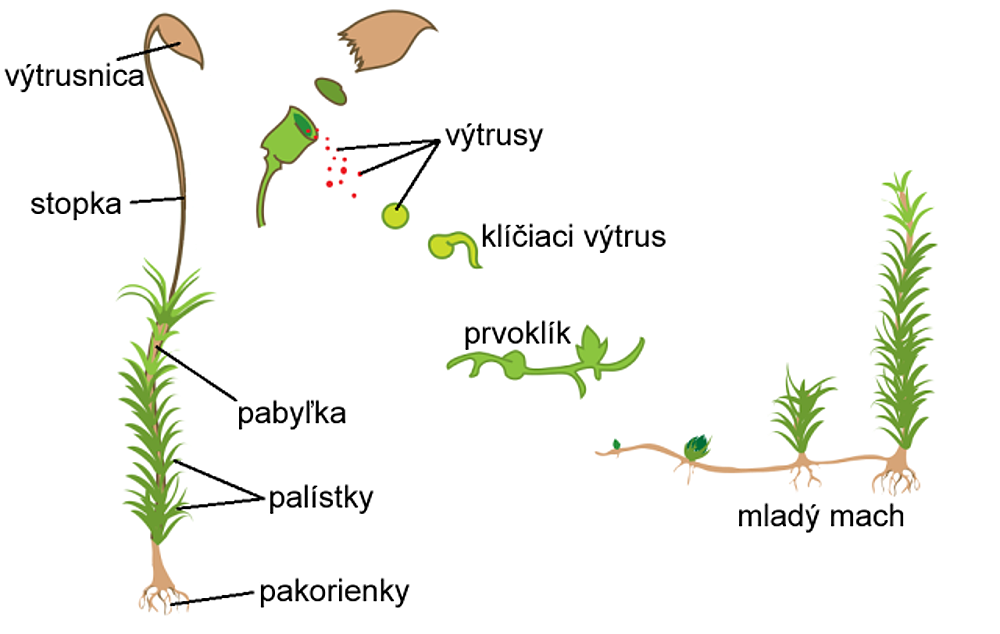 výtrusnica
výtrusy
stopka
klíčiaci výtrus
prvoklík
pabyľka
palístky
mladý mach
pakorienky